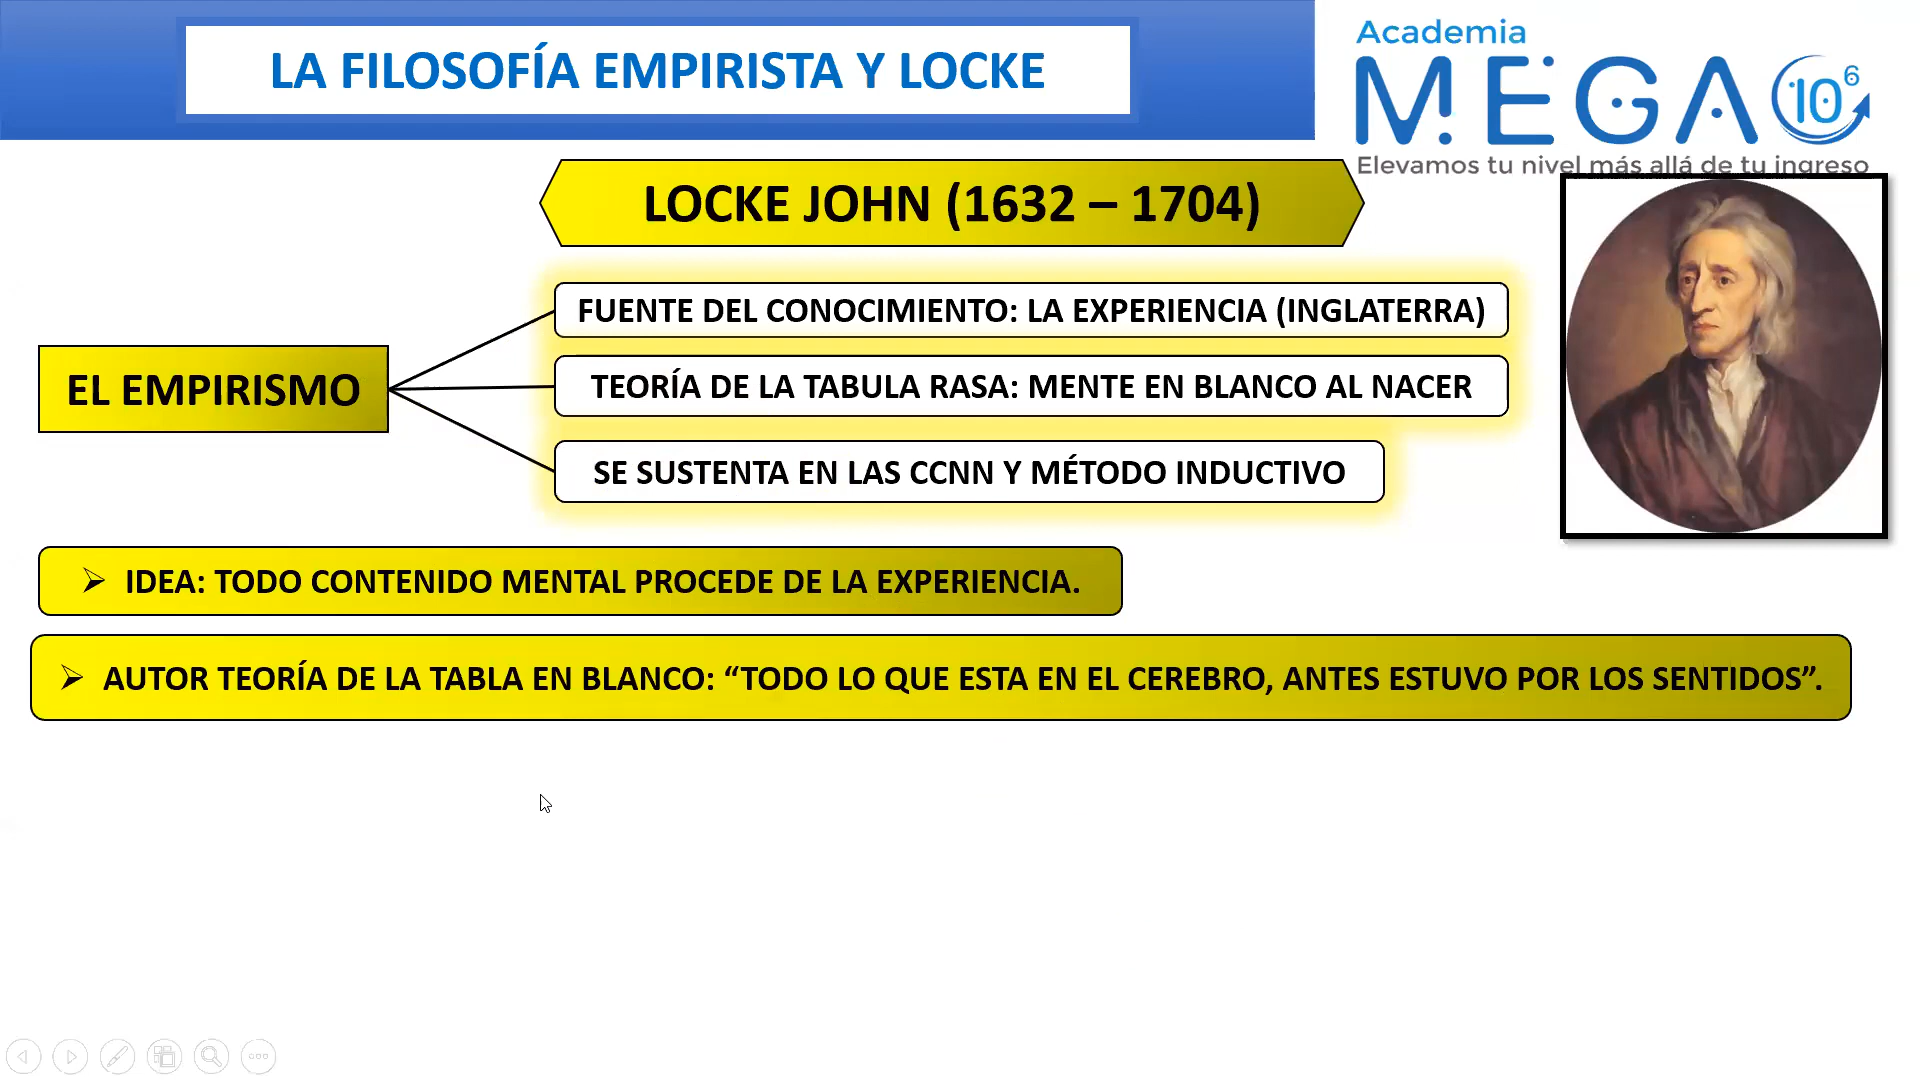 LA FILOSOFÍA EMPIRISTA Y LOCKE
Academia
MEGA 10⁶
Elevamos tu nivel más allá de tu ingreso
LOCKE JOHN (1632 – 1704)
EL EMPIRISMO
FUENTE DEL CONOCIMIENTO: LA EXPERIENCIA (INGLATERRA)
TEORÍA DE LA TABULA RASA: MENTE EN BLANCO AL NACER
SE SUSTENTA EN LAS CCNN Y MÉTODO INDUCTIVO
➢ IDEA: TODO CONTENIDO MENTAL PROCEDE DE LA EXPERIENCIA.
➢ AUTOR TEORÍA DE LA TABLA EN BLANCO: “TODO LO QUE ESTA EN EL CEREBRO, ANTES ESTUVO POR LOS SENTIDOS”.